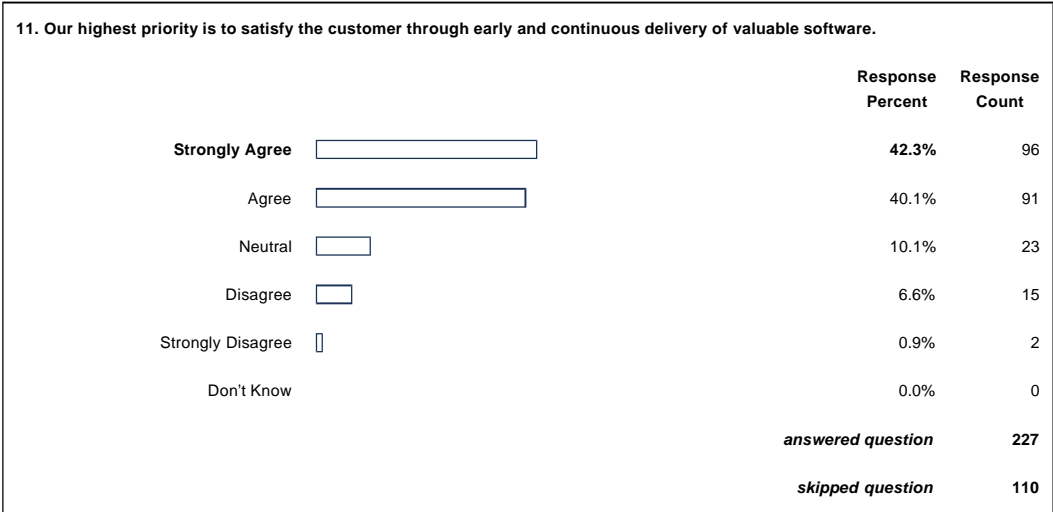 11. Our highest priority is to satisfy the customer through early and continuous delivery of valuable software.
Response Percent Response Count
Strongly Agree 42.3% 96
Agree 40.1% 91
Neutral 10.1% 23
Disagree 6.6% 15
Strongly Disagree 0.9% 2
Don't Know 0.0% 0
answered question 227
skipped question 110